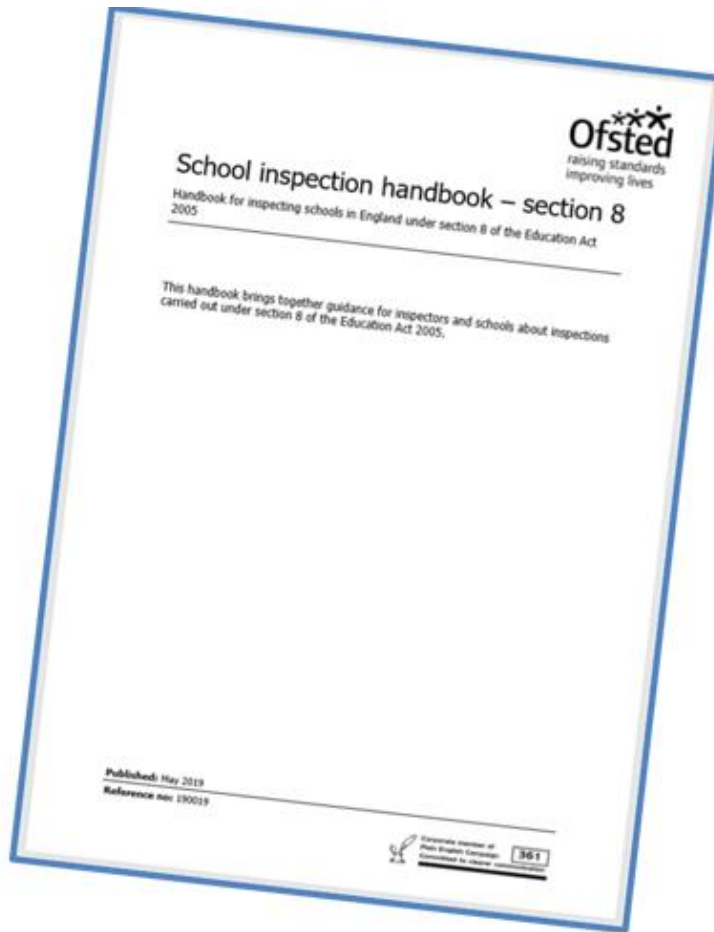 Ofsted
raising standards
improving lives
School inspection handbook – section 8
Handbook for inspecting schools in England under section 8 of the Education Act
2005
This handbook brings together guidance for inspectors and schools about inspections
carried out under section 8 of the Education Act 2005.
Published: May 2019
Reference no: 190019
Corporate member of
Plain English Campaign
Committed to clearer communication
361